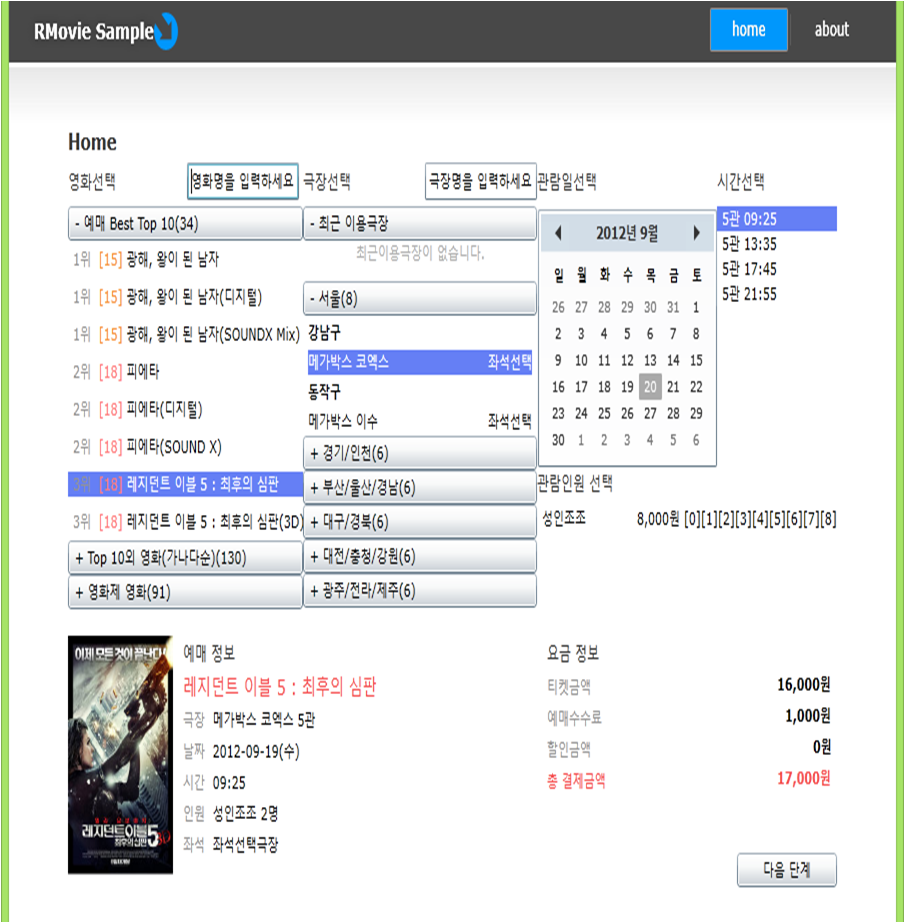 RMovie Sample
home
about
Home
영화선택
영화명을 입력하세요
- 예매 Best Top 10(34)
1위 [15] 광해, 왕이 된 남자
1위 [15] 광해, 왕이 된 남자(디지털)
1위 [15] 광해, 왕이 된 남자(SOUNDX Mix)
2위 [18] 피에타
2위 [18] 피에타(디지털)
2위 [18] 피에타(SOUND X)
3위 [18] 레지던트 이블 5 : 최후의 심판
3위 [18] 레지던트 이블 5 : 최후의 심판(3D)
+ Top 10외 영화(가나다순)(130)
+ 영화제 영화(91)
극장선택
극장명을 입력하세요
- 최근 이용극장
최근이용극장이 없습니다.
- 서울(8)
강남구
메가박스 코엑스 좌석선택
동작구
메가박스 이수 좌석선택
+ 경기/인천(6)
+ 부산/울산/경남(6)
+ 대구/경북(6)
+ 대전/충청/강원(6)
+ 광주/전라/제주(6)
관람일선택
2012년 9월
일 월 화 수 목 금 토
26 27 28 29 30 31 1
2 3 4 5 6 7 8
9 10 11 12 13 14 15
16 17 18 19 20 21 22
23 24 25 26 27 28 29
30 1 2 3 4 5 6
시간선택
5관 09:25
5관 13:35
5관 17:45
5관 21:55
관람인원 선택
성인조조 8,000원 [0][1][2][3][4][5][6][7][8]
이제 모든 것이 끝난다!
레지던트 이블 5 3D
최후의 심판
예매 정보
레지던트 이블 5 : 최후의 심판
극장 메가박스 코엑스 5관
날짜 2012-09-19(수)
시간 09:25
인원 성인조조 2명
좌석 좌석선택극장
요금 정보
티켓금액 16,000원
예매수수료 1,000원
할인금액 0원
총 결제금액 17,000원
다음 단계